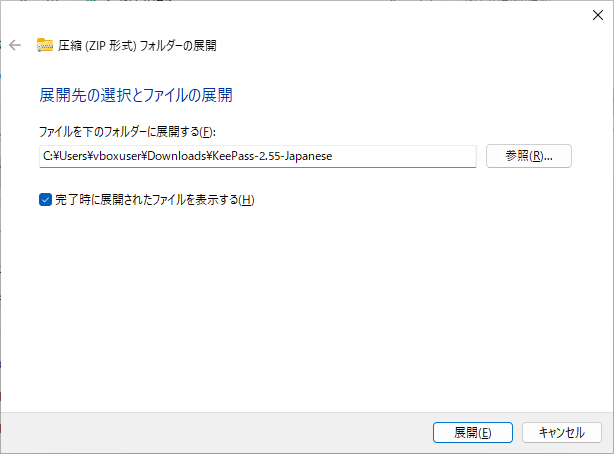 圧縮 (ZIP 形式) フォルダーの展開
展開先の選択とファイルの展開
ファイルを下のフォルダーに展開する(F):
C:¥Users¥vboxuser¥Downloads¥KeePass-2.55-Japanese
参照(R)...
完了時に展開されたファイルを表示する(H)
展開(E)
キャンセル